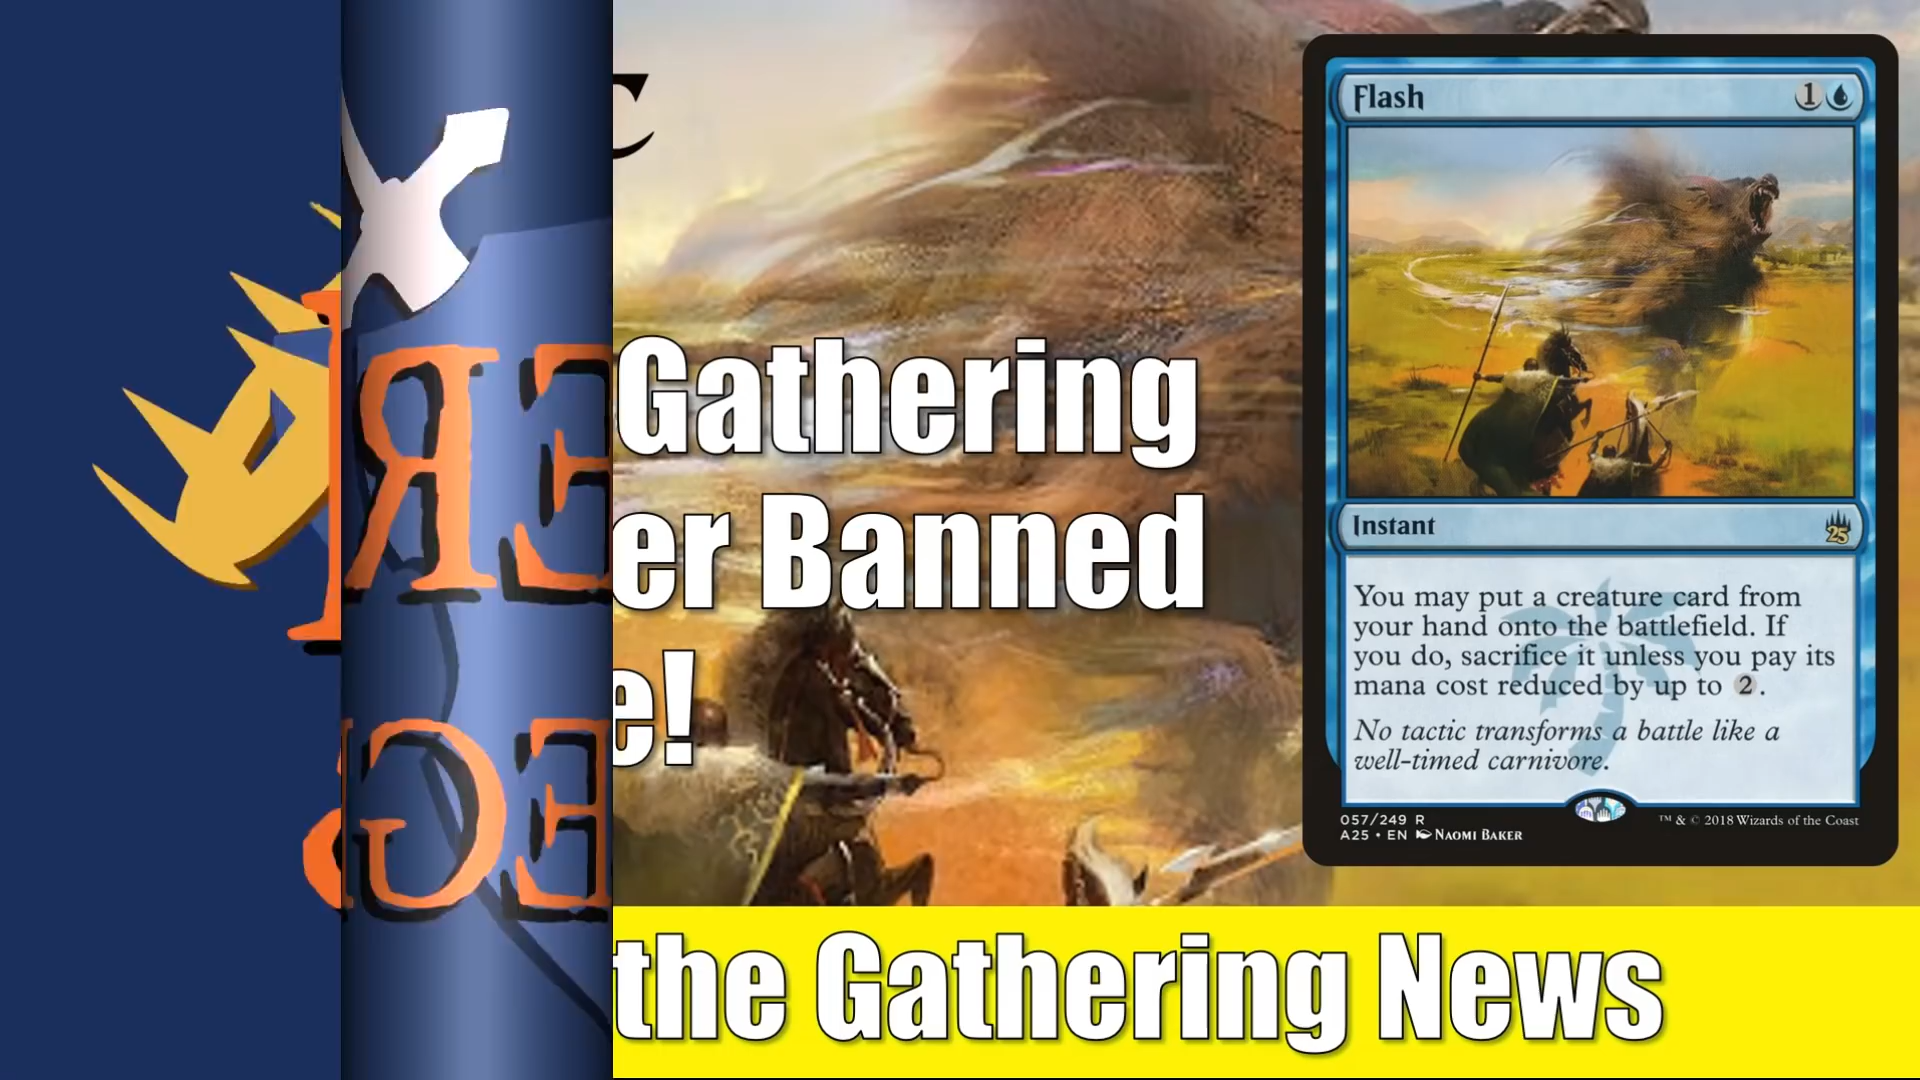 Gathering
er Banned
e!
the Gathering News
Flash 1
Instant
You may put a creature card from
your hand onto the battlefield. If
you do, sacrifice it unless you pay its
mana cost reduced by up to 2.
No tactic transforms a battle like a
well-timed carnivore.
057/249 R
A25 • EN NAOMI BAKER
™ & © 2018 Wizards of the Coast